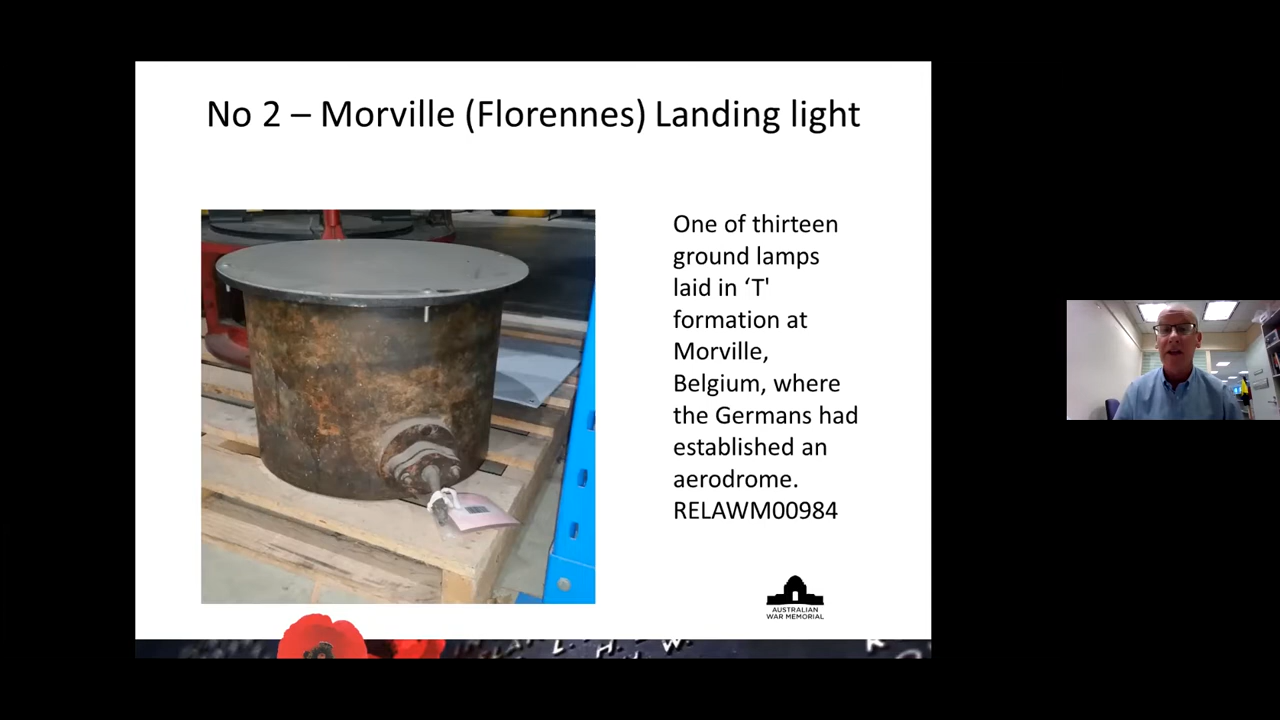 No 2 – Morville (Florennes) Landing light
One of thirteen
ground lamps
laid in ‘T'
formation at
Morville,
Belgium, where
the Germans had
established an
aerodrome.
RELAWM00984
AUSTRALIAN
WAR MEMORIAL
L. H. W.